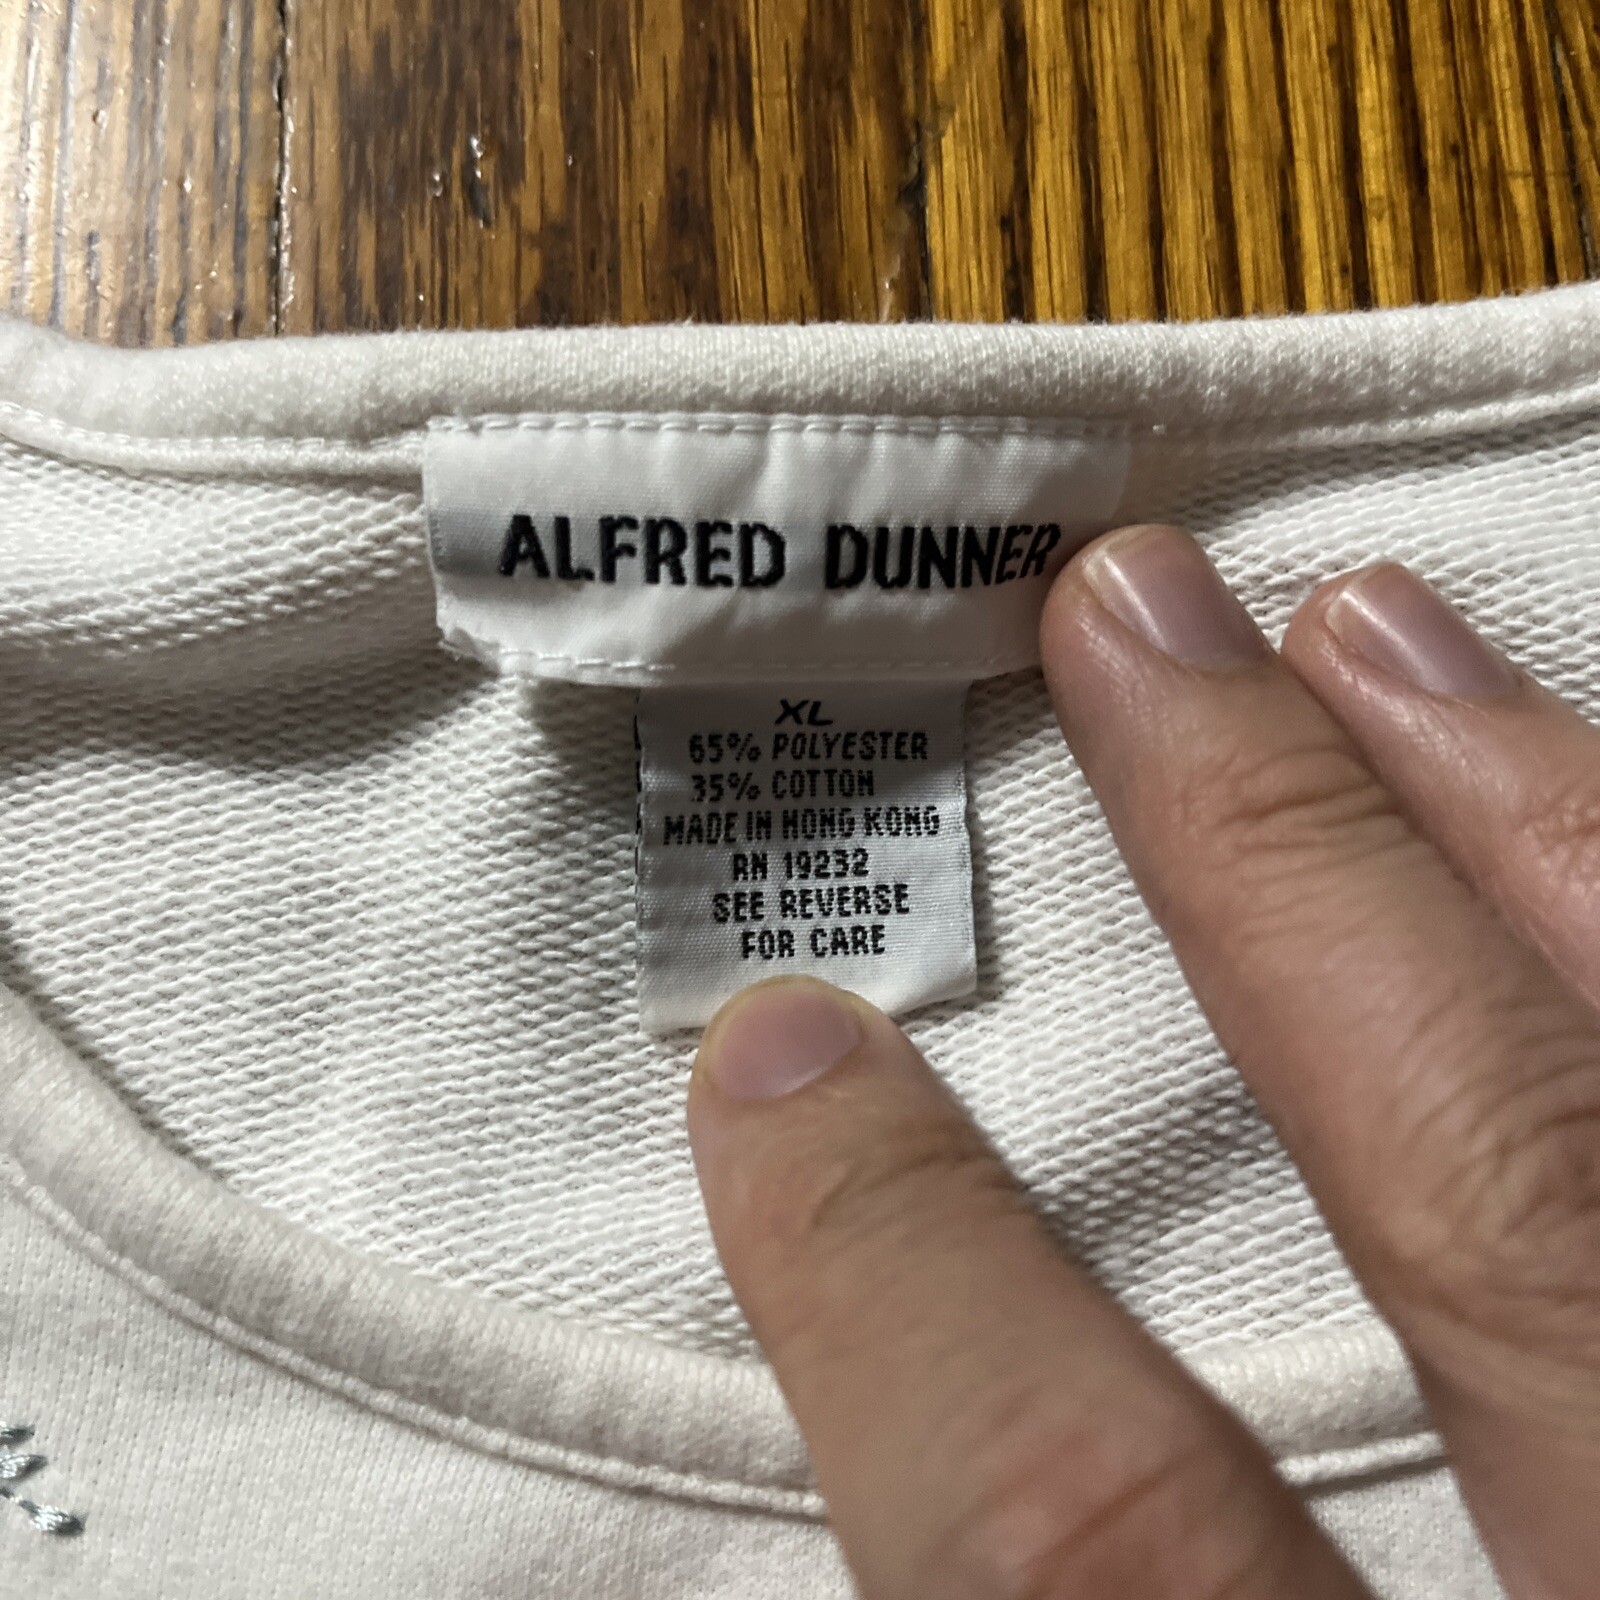 ALFRED DUNNER
XL
65% POLYESTER
35% COTTON
MADE IN HONG KONG
RN 19232
SEE REVERSE
FOR CARE